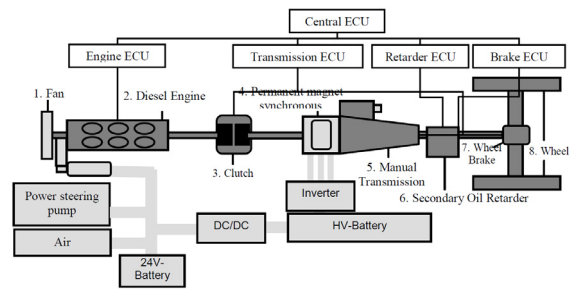 Central ECU
Engine ECU
Transmission ECU
Retarder ECU
Brake ECU
1. Fan
2. Diesel Engine
4. Permanent magnet
synchronous
3. Clutch
5. Manual
Transmission
7. Wheel
Brake
8. Wheel
6. Secondary Oil Retarder
Inverter
Power steering
pump
Air
DC/DC
HV-Battery
24V-
Battery